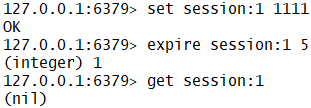 127.0.0.1:6379> set session:1 1111
OK
127.0.0.1:6379> expire session:1 5
(integer) 1
127.0.0.1:6379> get session:1
(nil)